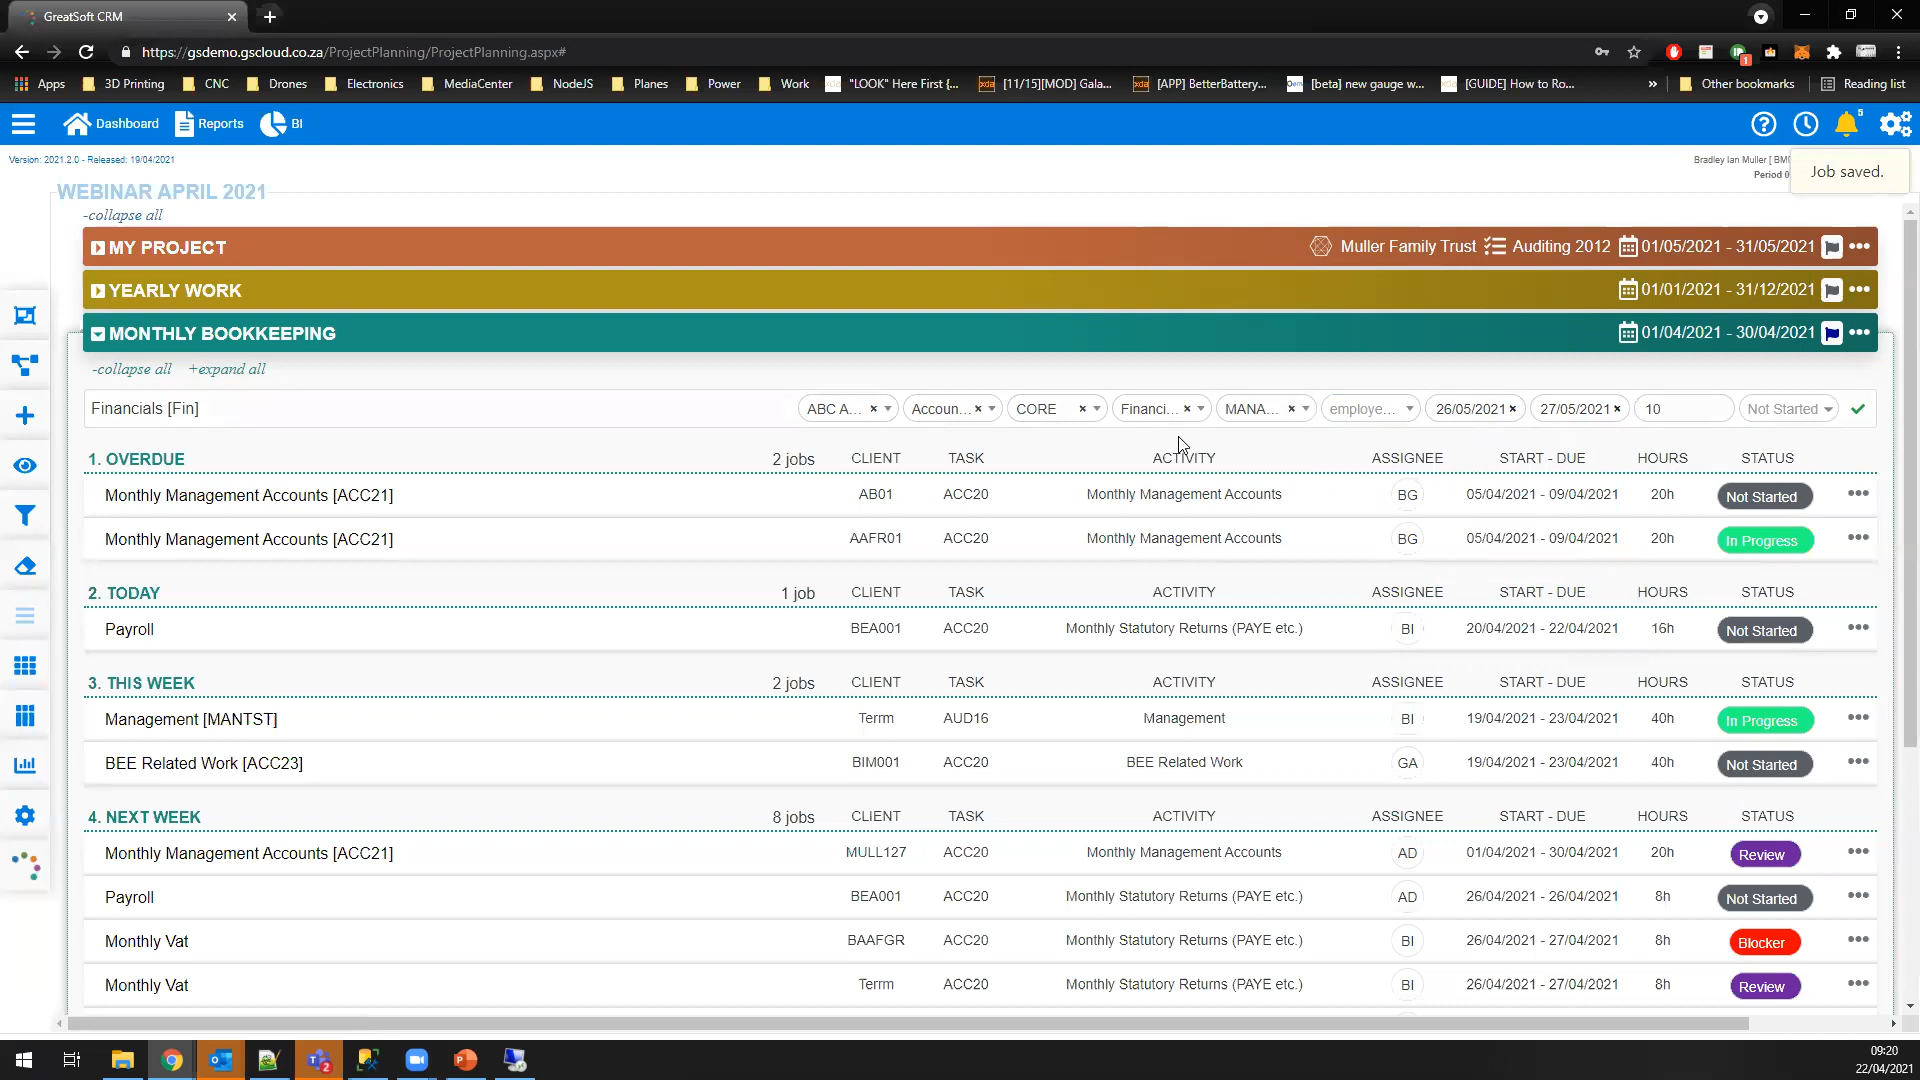 GreatSoft CRM
https://gsdemo.gscloud.co.za/ProjectPlanning/ProjectPlanning.aspx#
1
Apps 3D Printing CNC Drones Electronics MediaCenter NodeJS Planes Power Work "LOOK" Here First {... [11/15][MOD] Gala... [APP] BetterBattery... [beta] new gauge w... [GUIDE] How to Ro... » Other bookmarks Reading list
Dashboard Reports BI
5
Version: 2021.2.0 - Released: 19/04/2021
Bradley Ian Muller [ BM
Period 0
Job saved.
WEBINAR APRIL 2021
-collapse all
MY PROJECT Muller Family Trust Auditing 2012 01/05/2021 - 31/05/2021
YEARLY WORK 01/01/2021 - 31/12/2021
MONTHLY BOOKKEEPING 01/04/2021 - 30/04/2021
-collapse all +expand all
Financials [Fin] ABC A... × Accoun... × CORE × Financi... × MANA... × employe... 26/05/2021 × 27/05/2021 × 10 Not Started
1. OVERDUE 2 jobs CLIENT TASK ACTIVITY ASSIGNEE START - DUE HOURS STATUS
Monthly Management Accounts [ACC21] AB01 ACC20 Monthly Management Accounts BG 05/04/2021 - 09/04/2021 20h Not Started
Monthly Management Accounts [ACC21] AAFR01 ACC20 Monthly Management Accounts BG 05/04/2021 - 09/04/2021 20h In Progress
2. TODAY 1 job CLIENT TASK ACTIVITY ASSIGNEE START - DUE HOURS STATUS
Payroll BEA001 ACC20 Monthly Statutory Returns (PAYE etc.) BI 20/04/2021 - 22/04/2021 16h Not Started
3. THIS WEEK 2 jobs CLIENT TASK ACTIVITY ASSIGNEE START - DUE HOURS STATUS
Management [MANTST] Terrm AUD16 Management BI 19/04/2021 - 23/04/2021 40h In Progress
BEE Related Work [ACC23] BIM001 ACC20 BEE Related Work GA 19/04/2021 - 23/04/2021 40h Not Started
4. NEXT WEEK 8 jobs CLIENT TASK ACTIVITY ASSIGNEE START - DUE HOURS STATUS
Monthly Management Accounts [ACC21] MULL127 ACC20 Monthly Management Accounts AD 01/04/2021 - 30/04/2021 20h Review
Payroll BEA001 ACC20 Monthly Statutory Returns (PAYE etc.) AD 26/04/2021 - 26/04/2021 8h Not Started
Monthly Vat BAAFGR ACC20 Monthly Statutory Returns (PAYE etc.) BI 26/04/2021 - 27/04/2021 8h Blocker
Monthly Vat Terrm ACC20 Monthly Statutory Returns (PAYE etc.) BI 26/04/2021 - 27/04/2021 8h Review
2
09:20
22/04/2021